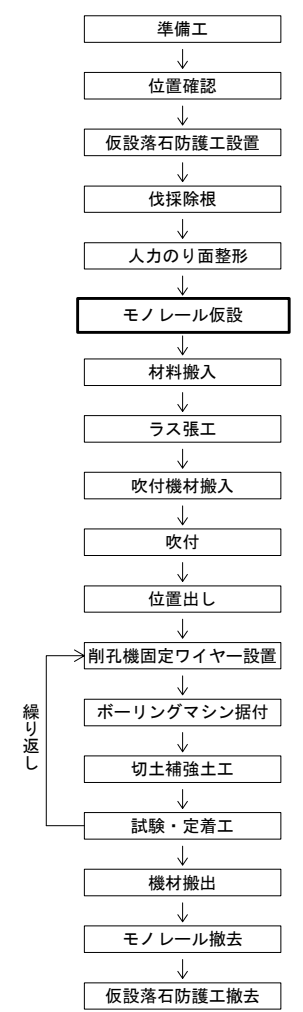 準備工
位置確認
仮設落石防護工設置
伐採除根
人力のり面整形
モノレール仮設
材料搬入
ラス張工
吹付機材搬入
吹付
位置出し
削孔機固定ワイヤー設置
ボーリングマシン据付
切土補強土工
試験・定着工
繰り返し
機材搬出
モノレール撤去
仮設落石防護工撤去